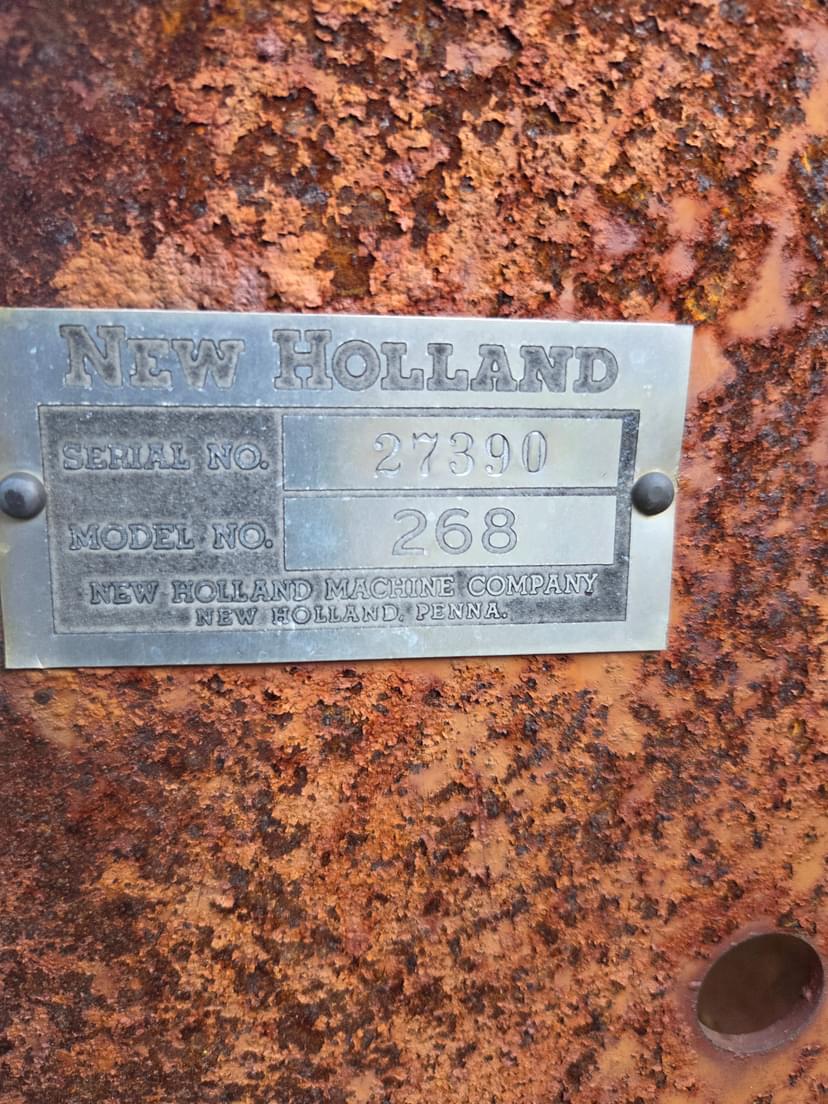 NEW HOLLAND
SERIAL NO. 27390
MODEL NO. 268
NEW HOLLAND MACHINE COMPANY
NEW HOLLAND, PENNA.